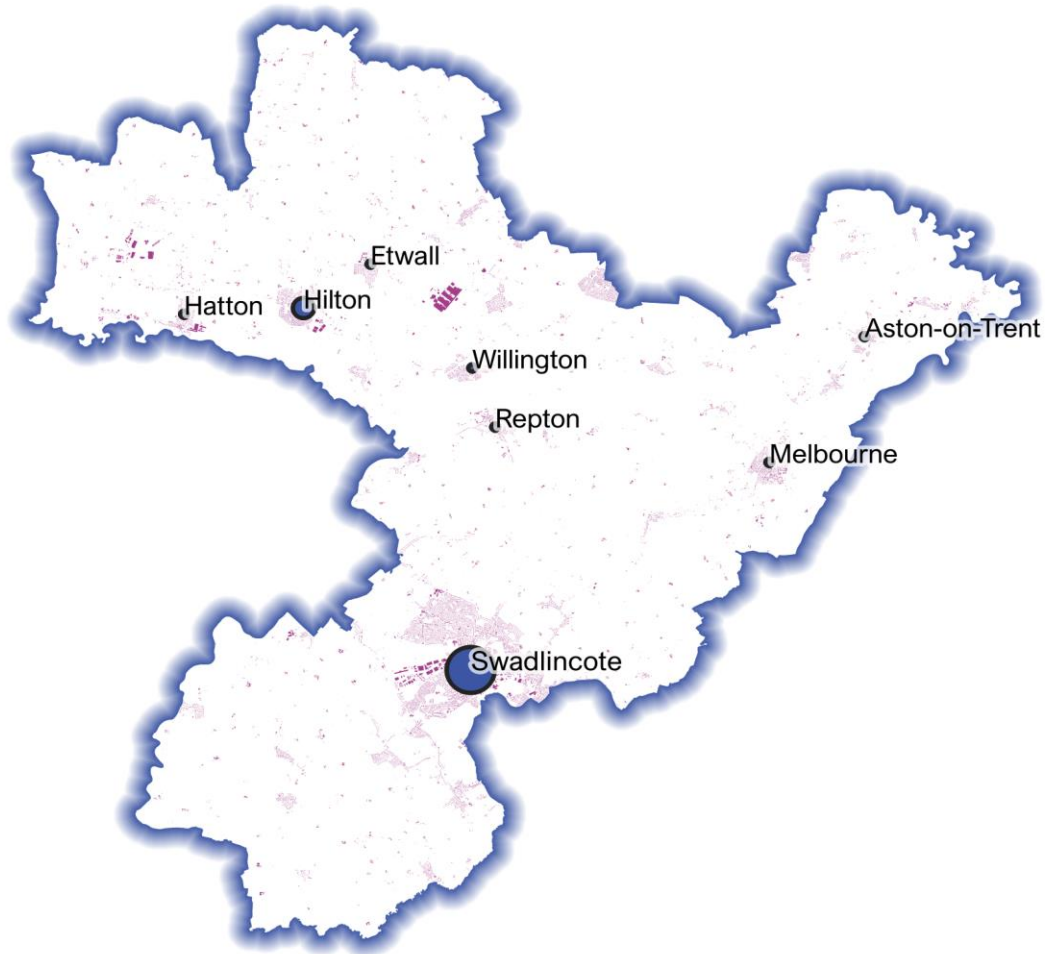 Etwall
Hatton
Hilton
Aston-on-Trent
Willington
Repton
Melbourne
Swadlincote